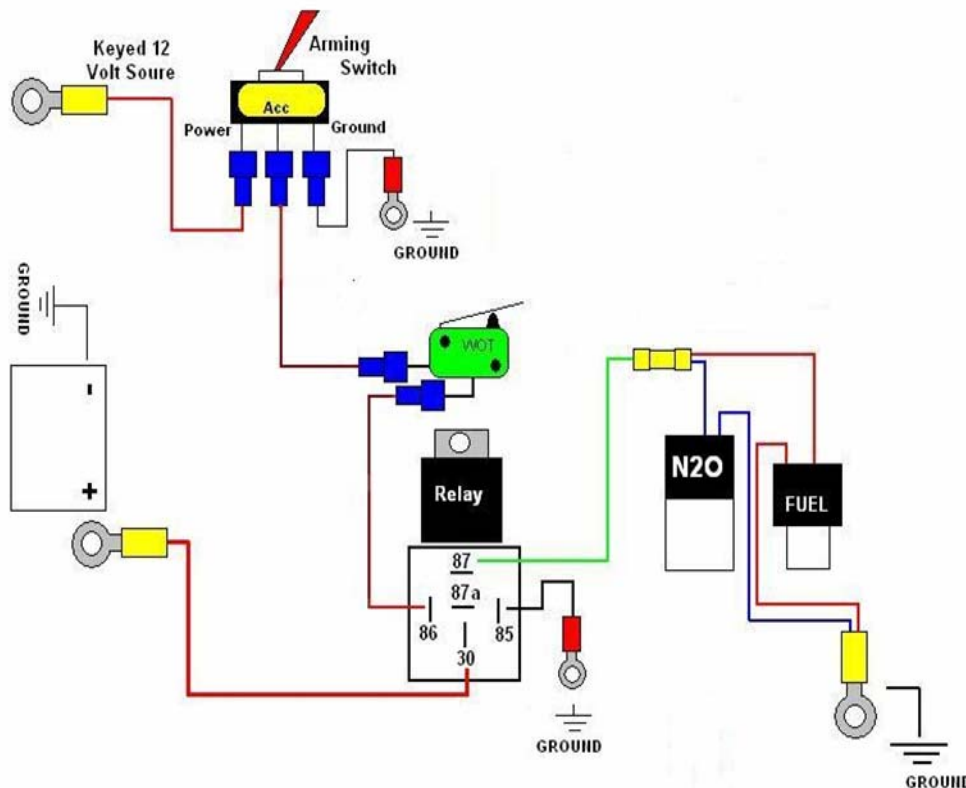 Keyed 12
Volt Soure
Arming
Switch
Acc
Power
Ground
GROUND
GROUND
-
+
WOT
Relay
87
87a
86
85
30
GROUND
N2O
FUEL
GROUND